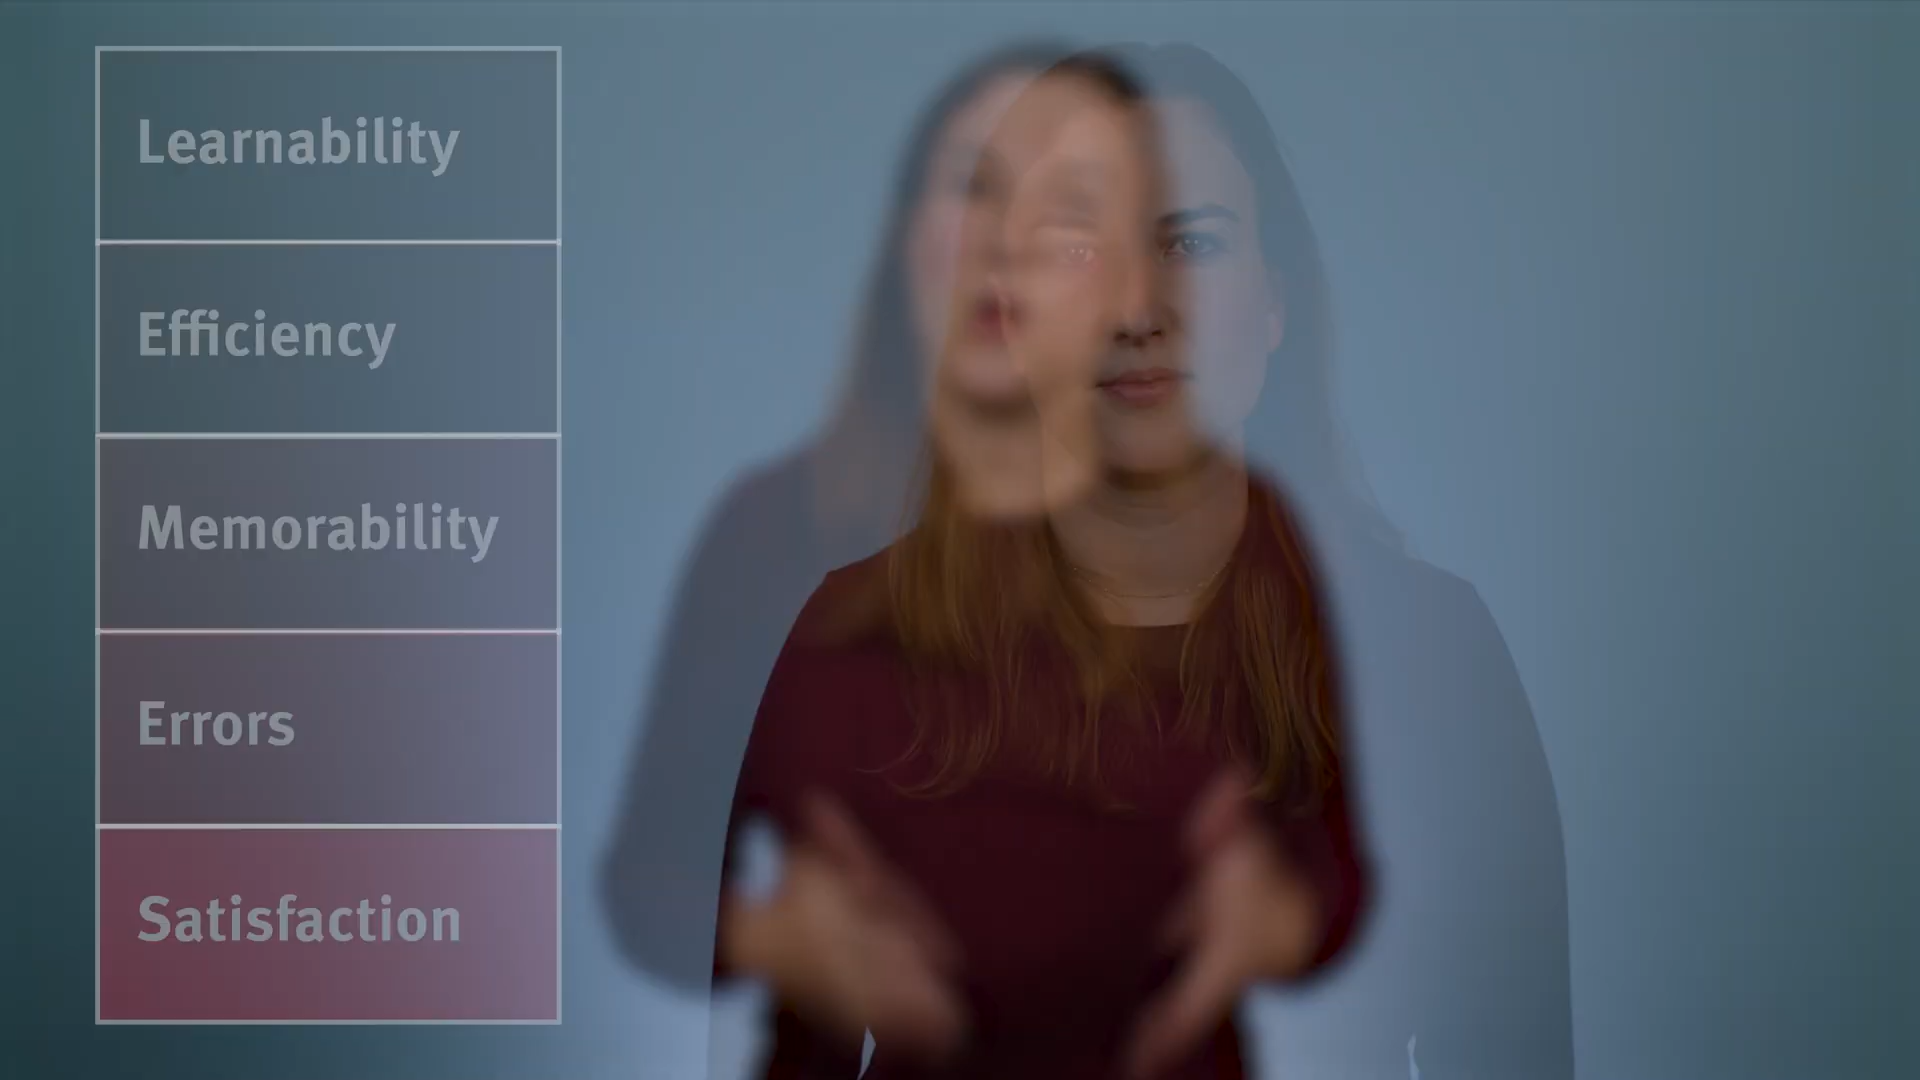 Learnability
Efficiency
Memorability
Errors
Satisfaction